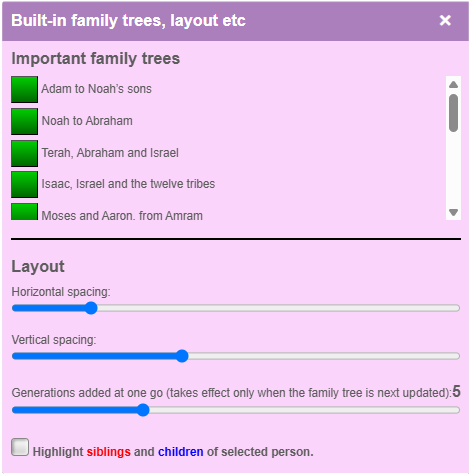 Built-in family trees, layout etc
Important family trees
Adam to Noah's sons
Noah to Abraham
Terah, Abraham and Israel
Isaac, Israel and the twelve tribes
Moses and Aaron, from Amram
Layout
Horizontal spacing:
Vertical spacing:
Generations added at one go (takes effect only when the family tree is next updated):5
Highlight siblings and children of selected person.